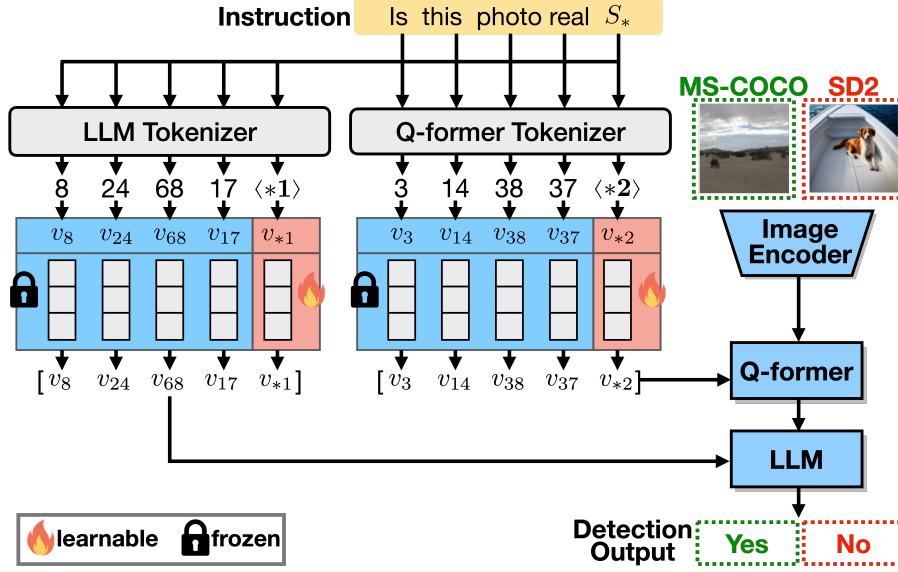 Instruction Is this photo real S*
MS-COCO SD2
LLM Tokenizer Q-former Tokenizer
8 24 68 17 ⟨*1⟩ 3 14 38 37 ⟨*2⟩
v8 v24 v68 v17 v*1 v3 v14 v38 v37 v*2
Image
Encoder
[v8 v24 v68 v17 v*1] [v3 v14 v38 v37 v*2]
Q-former
LLM
learnable frozen
Detection
Output
Yes No